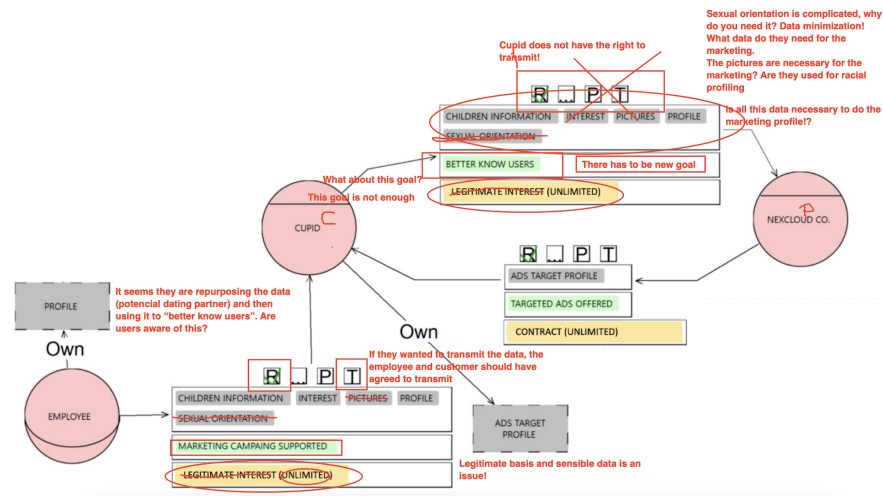 Sexual orientation is complicated, why
do you need it? Data minimization!
What data do they need for the
marketing.
The pictures are necessary for the
marketing? Are they used for racial
profiling
Cupid does not have the right to
transmit!
R ... P T
Is all this data necessary to do the
marketing profile!?
CHILDREN INFORMATION INTEREST PICTURES PROFILE
SEXUAL ORIENTATION
BETTER KNOW USERS
There has to be new goal
What about this goal?
This goal is not enough
LEGITIMATE INTEREST (UNLIMITED)
C
CUPID
P
NEXCLOUD CO.
R ... P T
ADS TARGET PROFILE
TARGETED ADS OFFERED
CONTRACT (UNLIMITED)
It seems they are repurposing the data
(potencial dating partner) and then
using it to “better know users”. Are
users aware of this?
PROFILE
Own
Own
If they wanted to transmit the data, the
employee and customer should have
agreed to transmit
R ... P T
EMPLOYEE
CHILDREN INFORMATION INTEREST PICTURES PROFILE
SEXUAL ORIENTATION
MARKETING CAMPAING SUPPORTED
LEGITIMATE INTEREST (UNLIMITED)
ADS TARGET
PROFILE
Legitimate basis and sensible data is an
issue!